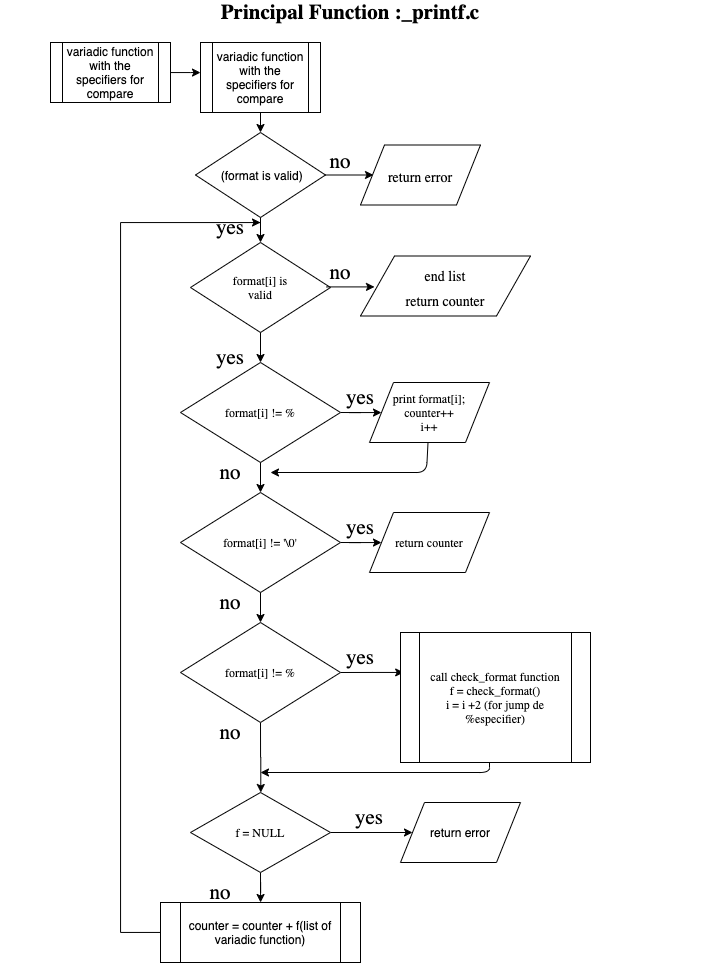 Principal Function :_printf.c
variadic function
with the
specifiers for
compare
variadic function
with the
specifiers for
compare
(format is valid)
no
return error
yes
format[i] is
valid
no
end list
return counter
yes
format[i] != %
yes
print format[i];
counter++
i++
no
format[i] != '\0'
yes
return counter
no
format[i] != %
yes
call check_format function
f = check_format()
i = i +2 (for jump de
%especifier)
no
f = NULL
yes
return error
no
counter = counter + f(list of
variadic function)